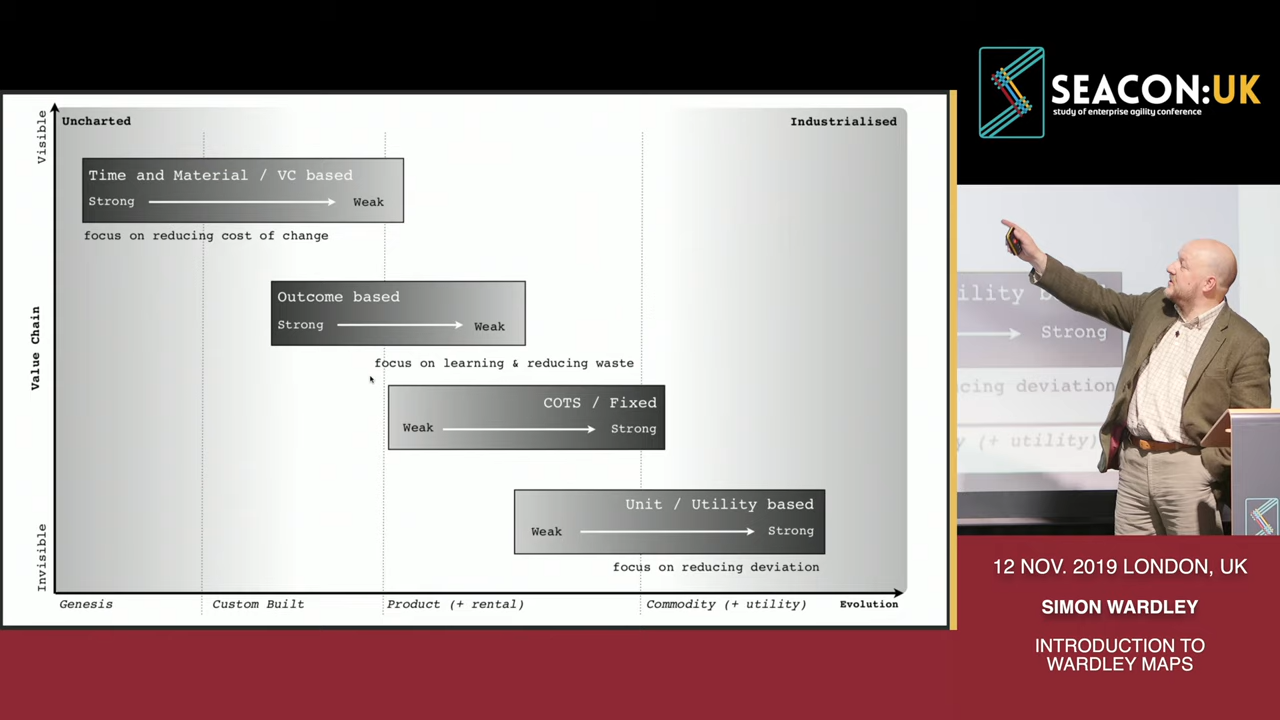 Visible
Uncharted
Industrialised
Time and Material / VC based
Strong
Weak
focus on reducing cost of change
Outcome based
Strong
Weak
focus on learning & reducing waste
COTS / Fixed
Weak
Strong
Unit / Utility based
Weak
Strong
focus on reducing deviation
Value Chain
Invisible
Genesis
Custom Built
Product (+ rental)
Commodity (+ utility)
Evolution
SEACON:UK
study of enterprise agility conference
Strong
deviation
(+ utility)
12 NOV. 2019 LONDON, UK
SIMON WARDLEY
INTRODUCTION TO
WARDLEY MAPS